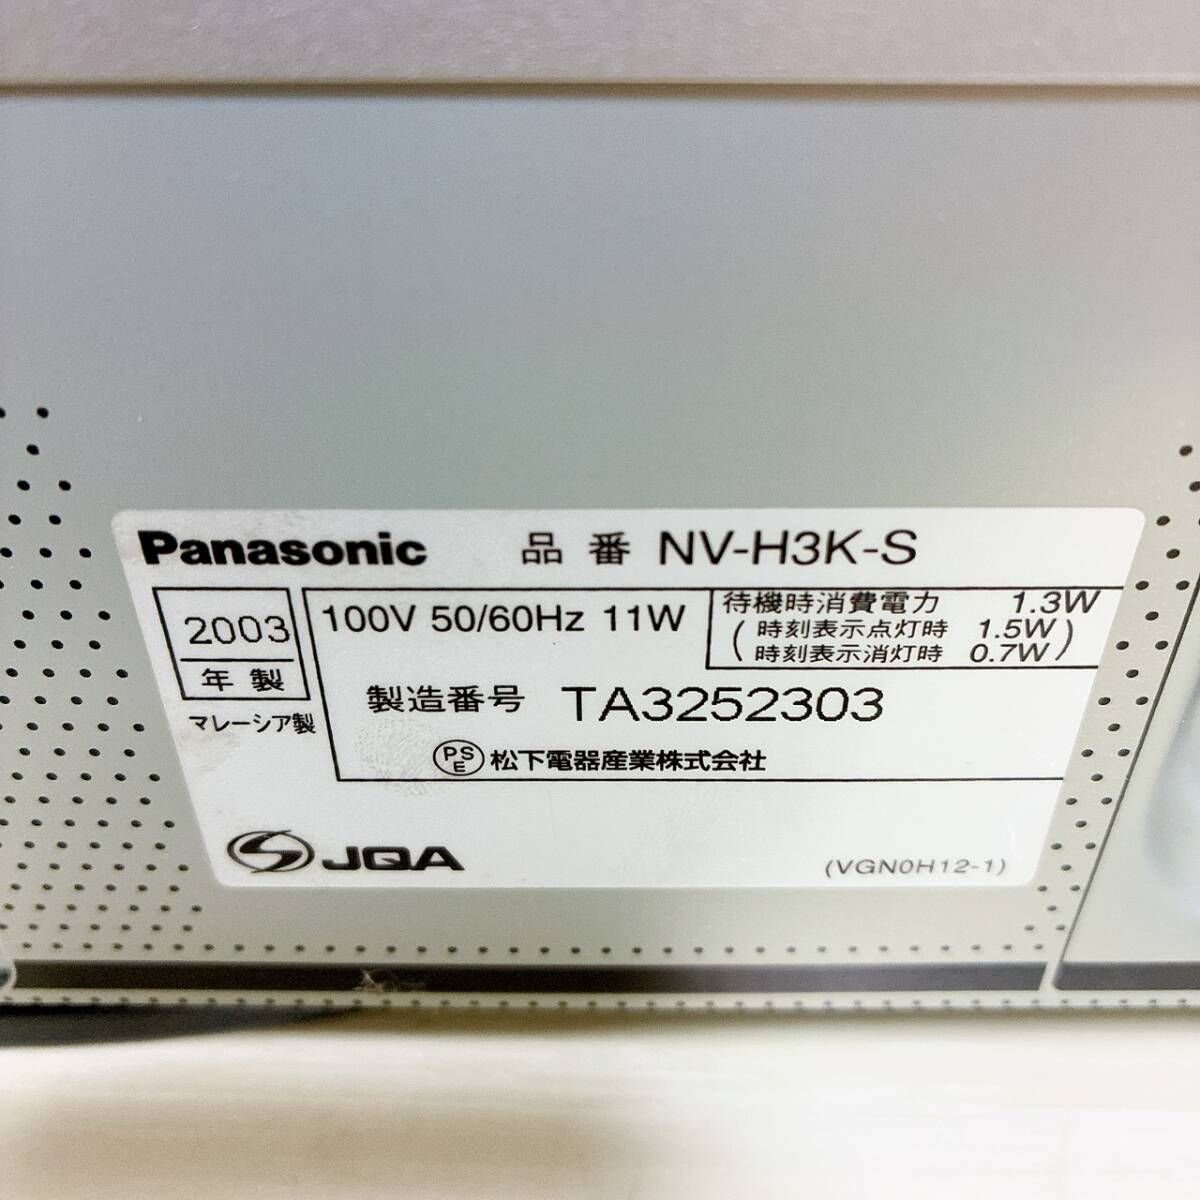 Panasonic 品番 NV-H3K-S
2003
年製
マレーシア製
100V 50/60Hz 11W
待機時消費電力 1.3W
(時刻表示点灯時 1.5W)
(時刻表示消灯時 0.7W)
製造番号 TA3252303
PSE 松下電器産業株式会社
JQA
(VGN0H12-1)